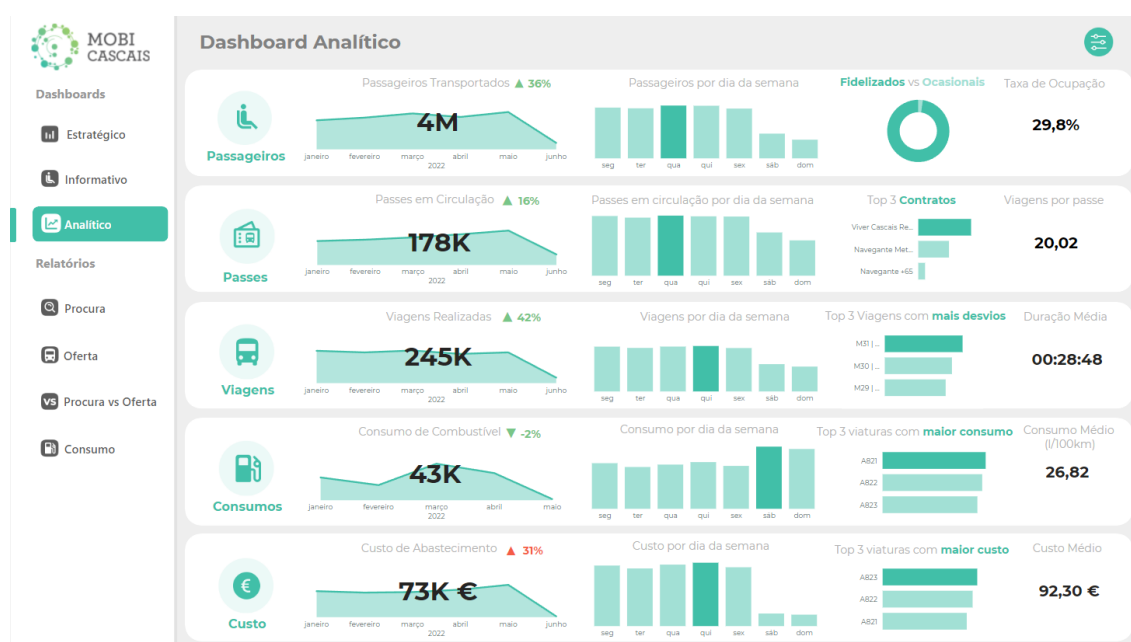 MOBI
CASCAIS
Dashboards
Estratégico
Informativo
Analítico
Relatórios
Procura
Oferta
VS Procura vs Oferta
Consumo
Dashboard Analítico
Passageiros
Passageiros Transportados ▲ 36%
4M
janeiro fevereiro março abril maio junho
2022
Passageiros por dia da semana
seg ter qua qui sex sáb dom
Fidelizados vs Ocasionais
Taxa de Ocupação
29,8%
Passes
Passes em Circulação ▲ 16%
178K
janeiro fevereiro março abril maio junho
2022
Passes em circulação por dia da semana
seg ter qua qui sex sáb dom
Top 3 Contratos
Viver Cascais Re...
Navegante Met...
Navegante +65
Viagens por passe
20,02
Viagens
Viagens Realizadas ▲ 42%
245K
janeiro fevereiro março abril maio junho
2022
Viagens por dia da semana
seg ter qua qui sex sáb dom
Top 3 Viagens com mais desvios
M31 | ...
M30 | ...
M29 | ...
Duração Média
00:28:48
Consumos
Consumo de Combustível ▼ -2%
43K
janeiro fevereiro março abril maio
2022
Consumo por dia da semana
seg ter qua qui sex sáb dom
Top 3 viaturas com maior consumo
A821
A822
A823
Consumo Médio
(l/100km)
26,82
€
Custo
Custo de Abastecimento ▲ 31%
73K €
janeiro fevereiro março abril maio junho
2022
Custo por dia da semana
seg ter qua qui sex sáb dom
Top 3 viaturas com maior custo
A823
A822
A821
Custo Médio
92,30 €